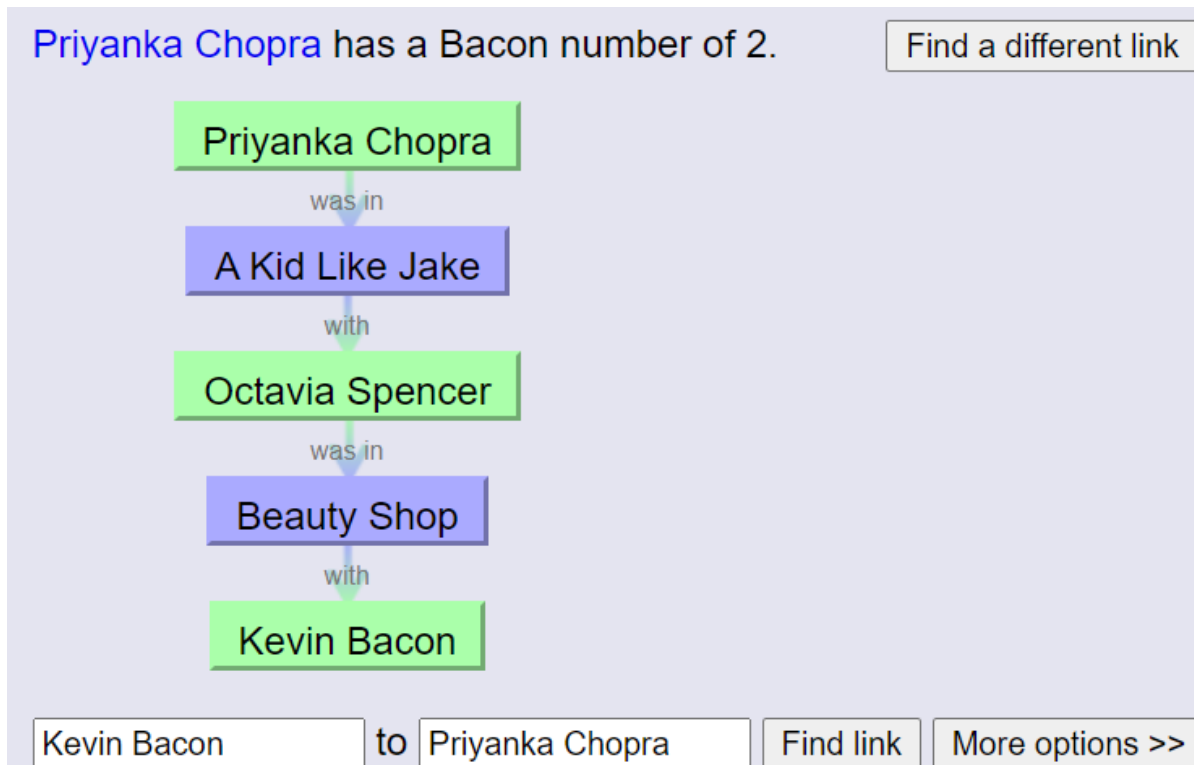 Priyanka Chopra has a Bacon number of 2. Find a different link
Priyanka Chopra
was in
A Kid Like Jake
with
Octavia Spencer
was in
Beauty Shop
with
Kevin Bacon
Kevin Bacon to Priyanka Chopra Find link More options >>